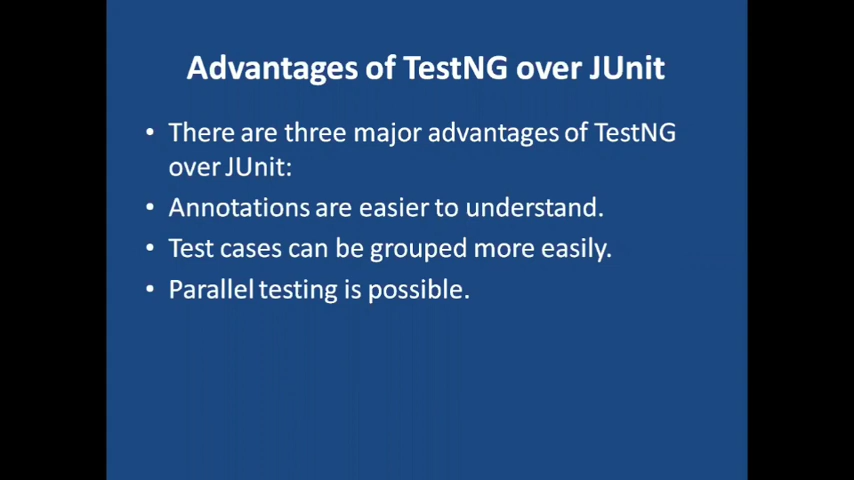 Advantages of TestNG over JUnit
• There are three major advantages of TestNG
over JUnit:
• Annotations are easier to understand.
• Test cases can be grouped more easily.
• Parallel testing is possible.